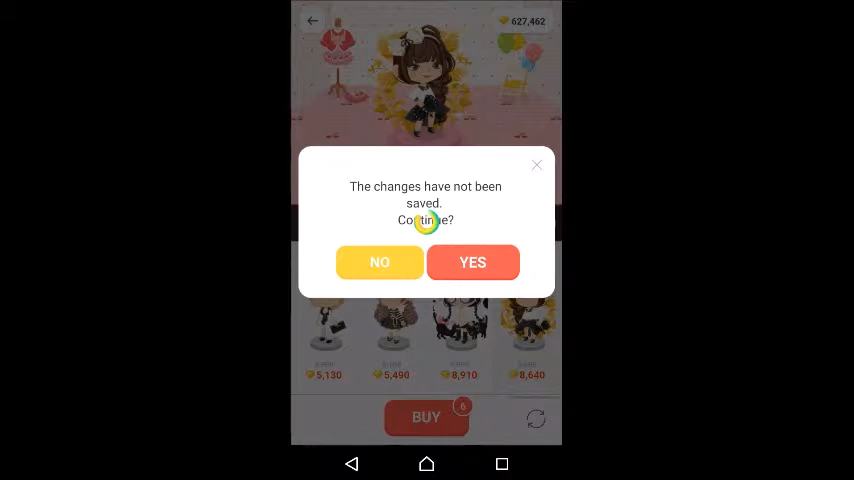 627,462
The changes have not been
saved.
Continue?
NO
YES
5,130
5,490
8,910
8,640
BUY
6